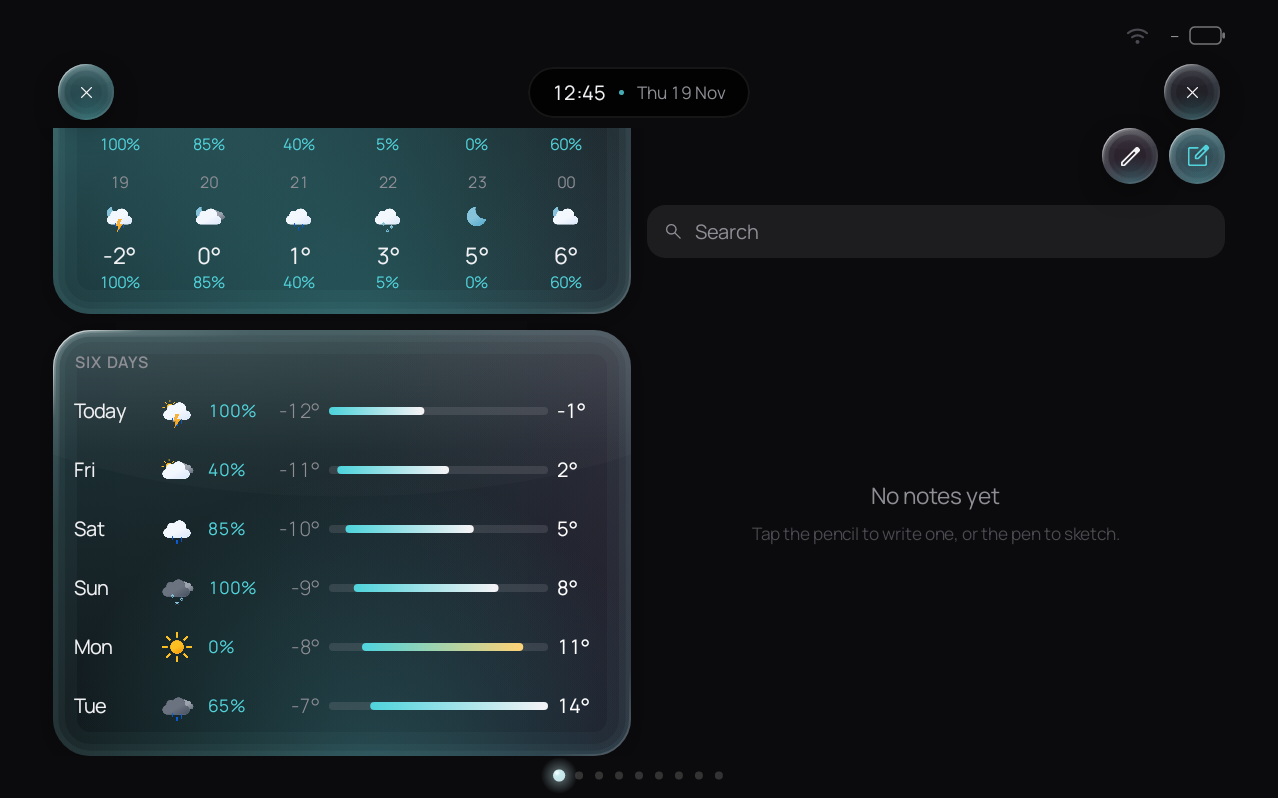 12:45 • Thu 19 Nov
100% 85% 40% 5% 0% 60%
19 20 21 22 23 00
-2° 0° 1° 3° 5° 6°
100% 85% 40% 5% 0% 60%
SIX DAYS
Today 100% -12° -1°
Fri 40% -11° 2°
Sat 85% -10° 5°
Sun 100% -9° 8°
Mon 0% -8° 11°
Tue 65% -7° 14°
Search
No notes yet
Tap the pencil to write one, or the pen to sketch.